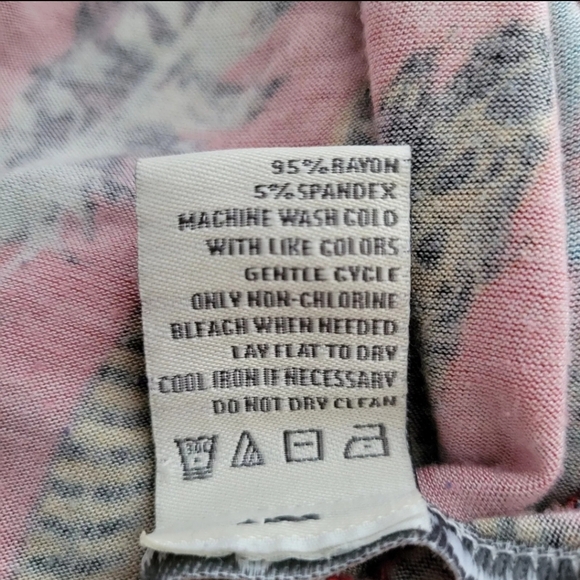 95%RAYON
5%SPANDEX
MACHINE WASH COLD
WITH LIKE COLORS
GENTLE CYCLE
ONLY NON-CHLORINE
BLEACH WHEN NEEDED
LAY FLAT TO DRY
COOL IRON IF NECESSARY
DO NOT DRY CLEAN
30C